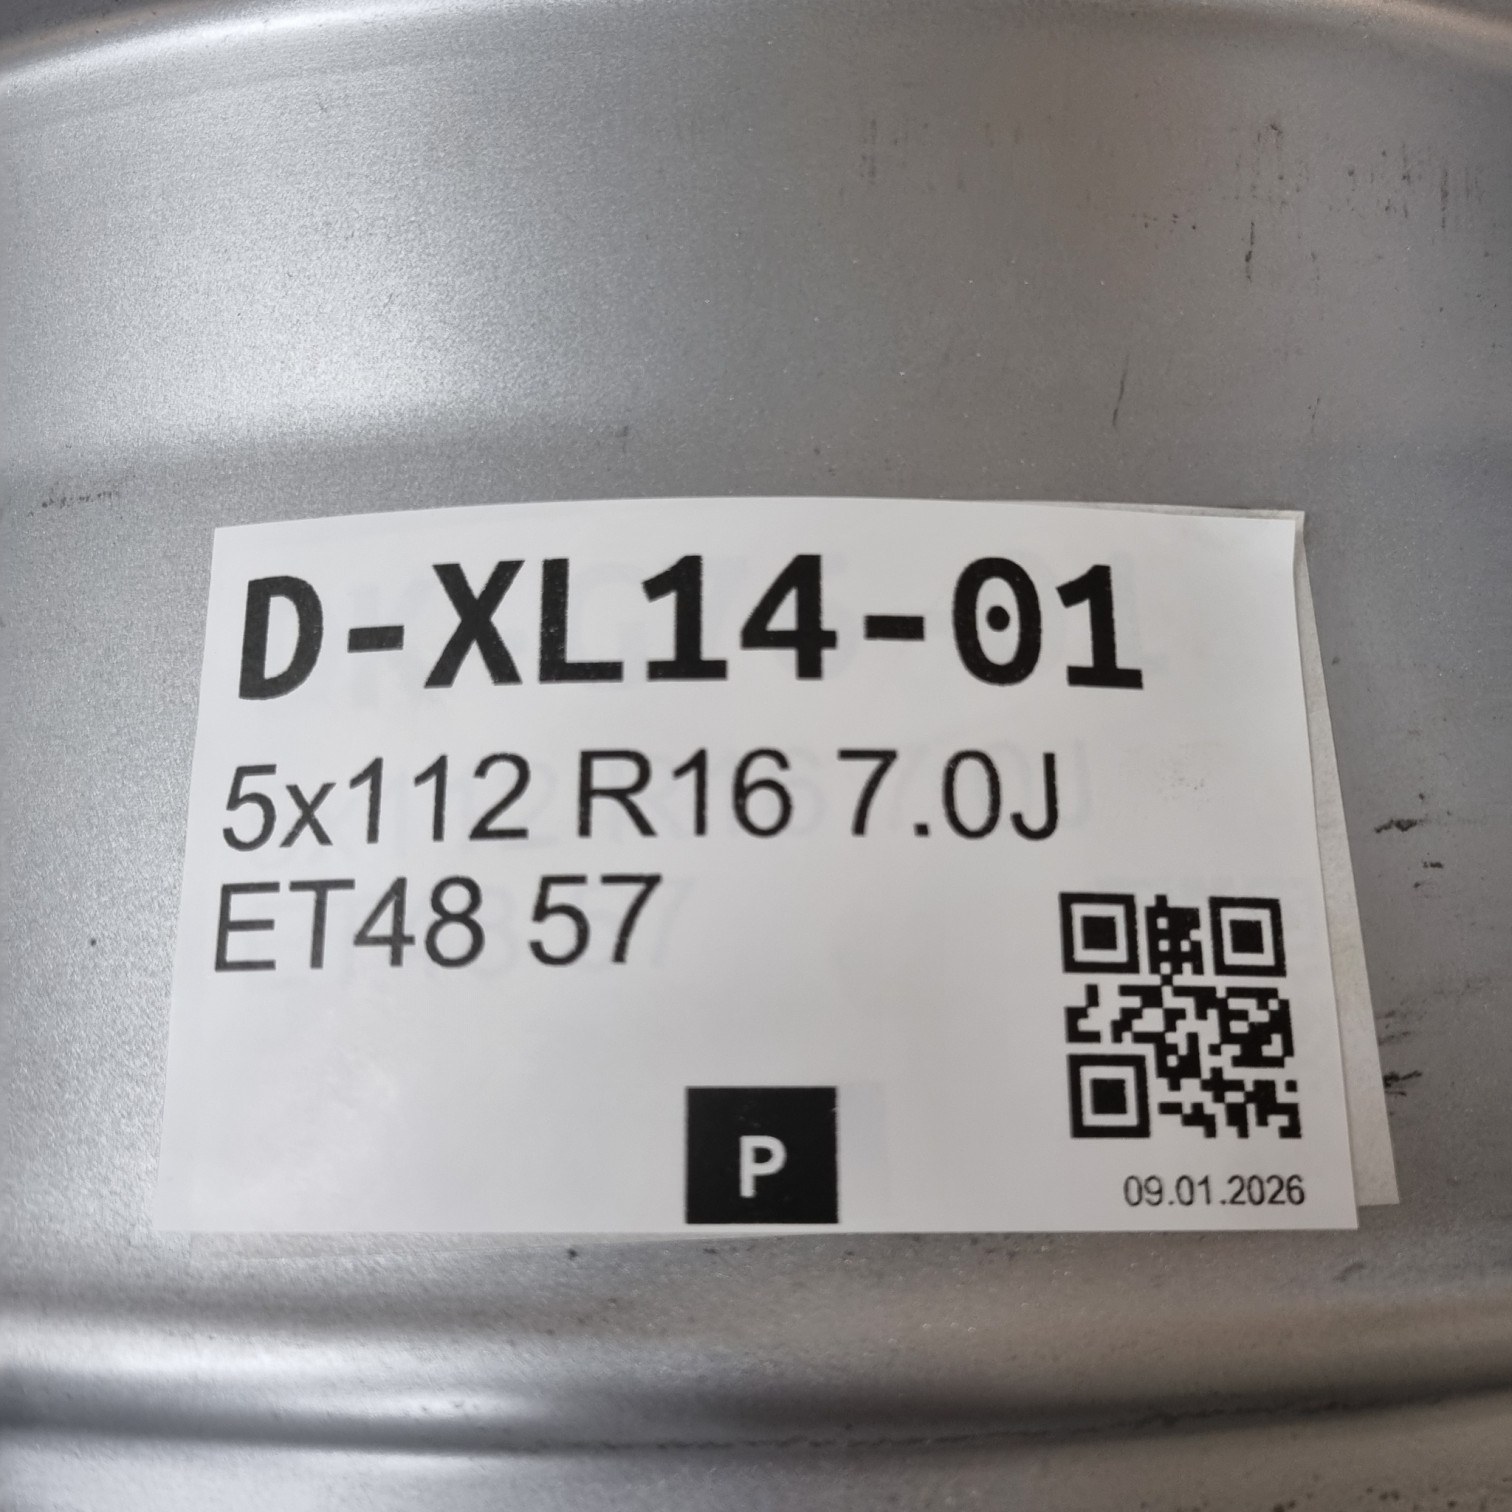 D-XL14-01
5x112 R16 7.0J
ET48 57
P
09.01.2026